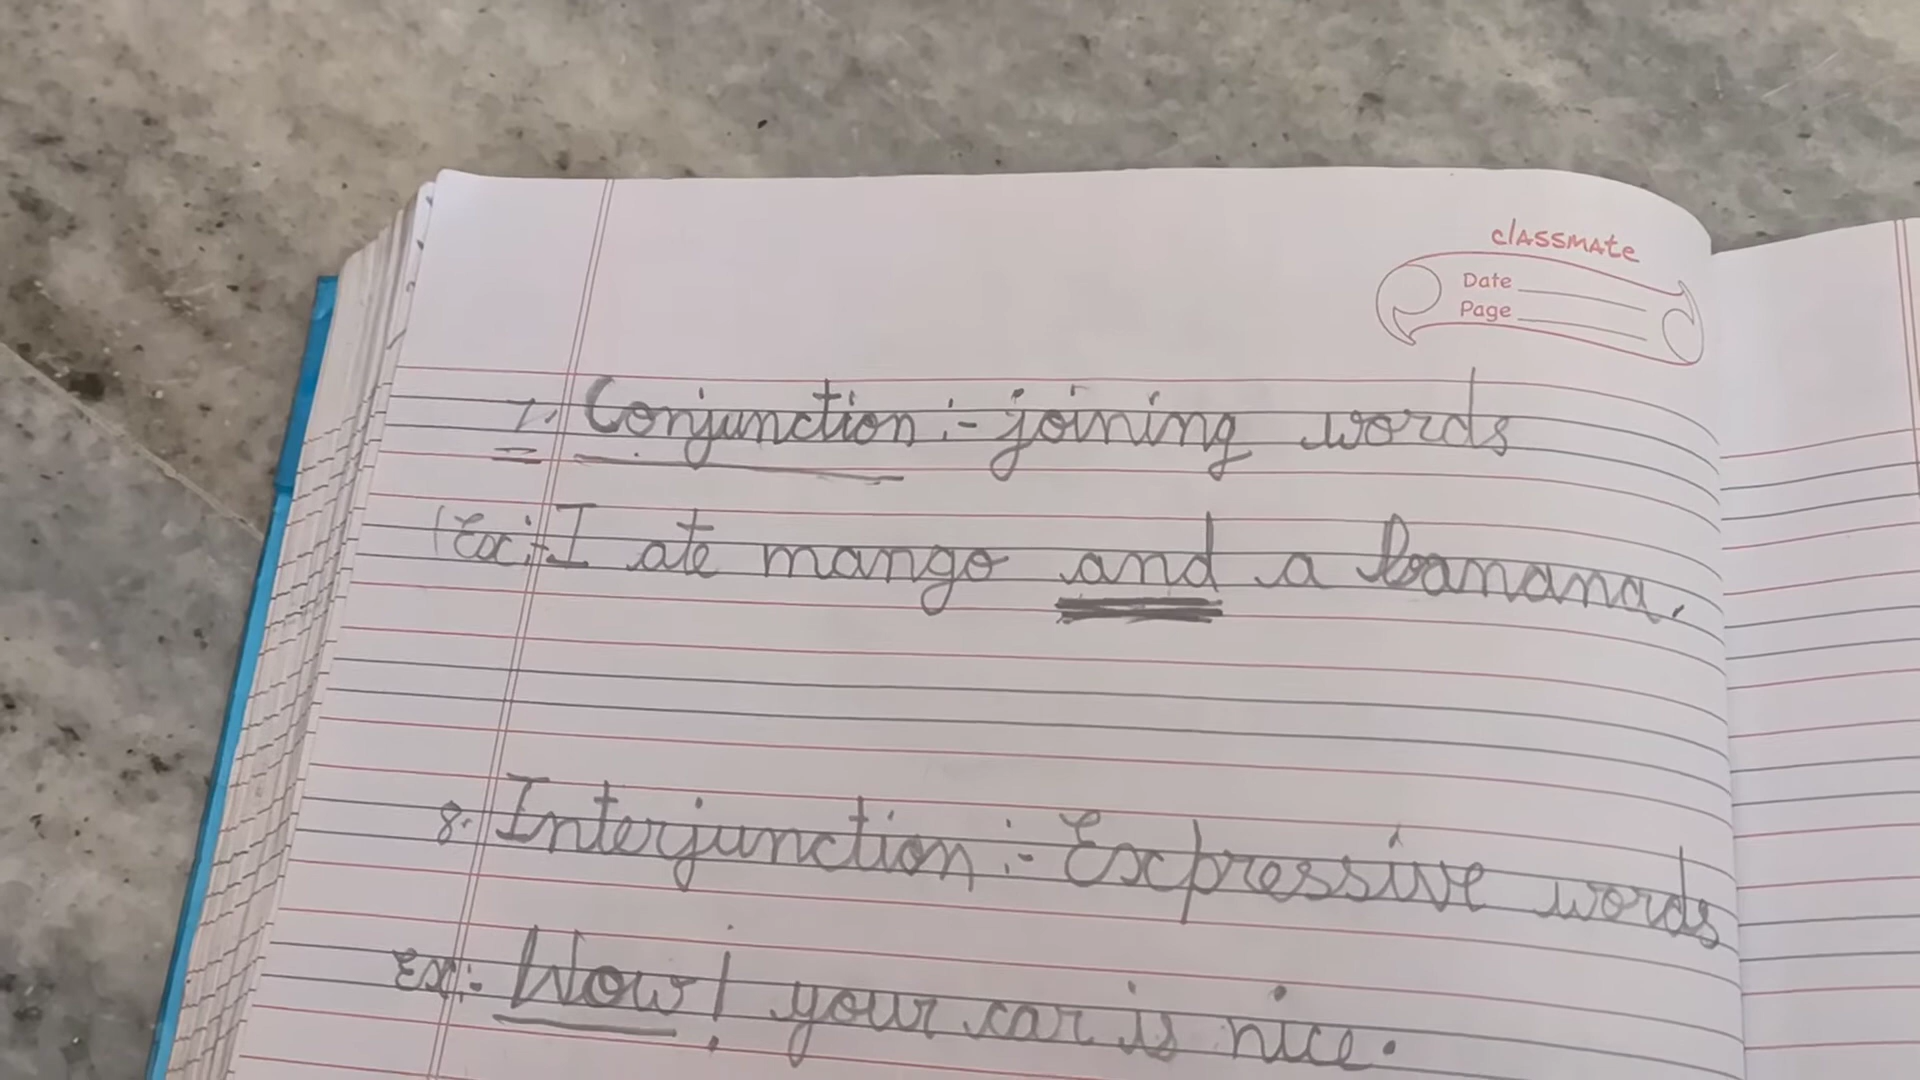 classmate
Date
Page
7. Conjunction :- joining words
(Ex:- I ate mango and a banana.
8. Interjunction :- Expressive words
Ex:- Wow! your car is nice.